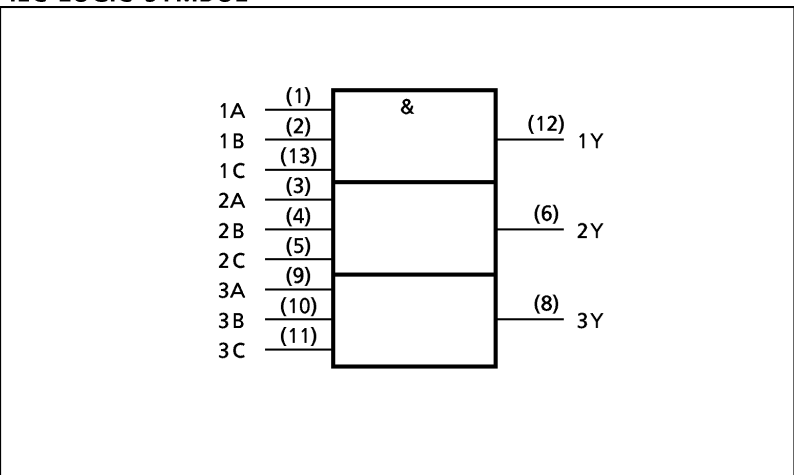 IEC LOGIC SYMBOL
&
1A (1)
1B (2) (12) 1Y
1C (13)
2A (3)
2B (4) (6) 2Y
2C (5)
3A (9)
3B (10) (8) 3Y
3C (11)